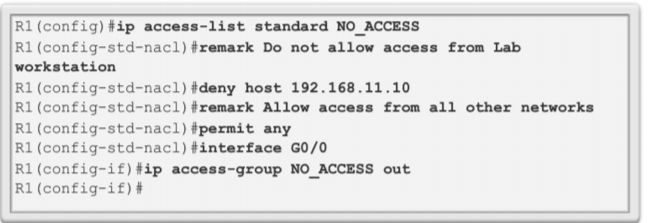 R1(config)#ip access-list standard NO_ACCESS
R1(config-std-nacl)#remark Do not allow access from Lab
workstation
R1(config-std-nacl)#deny host 192.168.11.10
R1(config-std-nacl)#remark Allow access from all other networks
R1(config-std-nacl)#permit any
R1(config-std-nacl)#interface G0/0
R1(config-if)#ip access-group NO_ACCESS out
R1(config-if)#